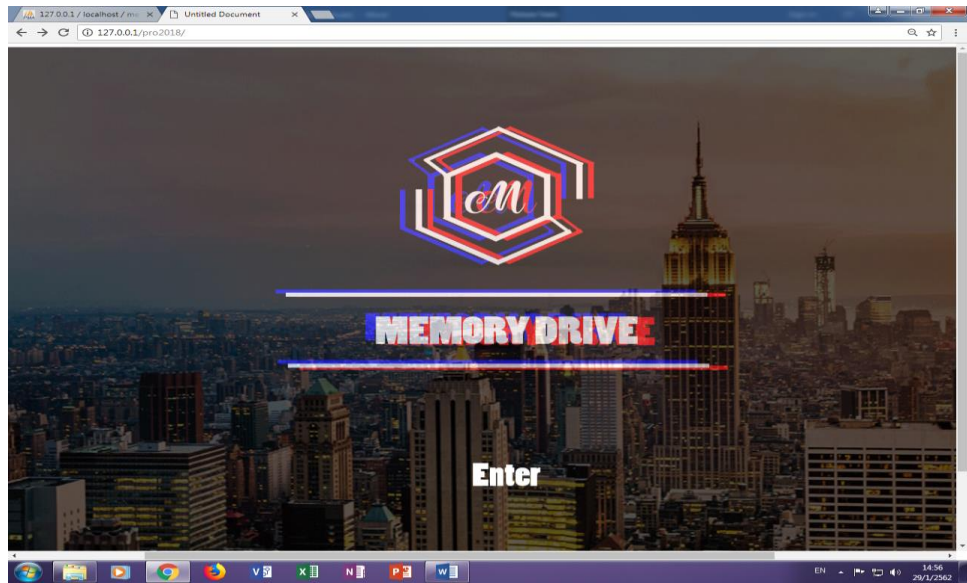 127.0.0.1 / localhost / m
Untitled Document
127.0.0.1/pro2018/
M
MEMORY DRIVE
Enter
EN
14:56
29/1/2562